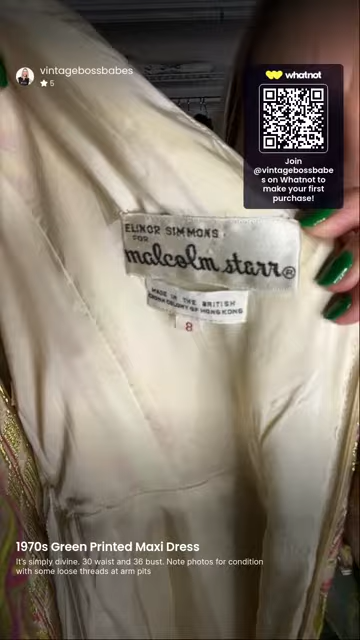 vintagebossbabes
★ 5
whatnot
Join
@vintagebossbabe
s on Whatnot to
make your first
purchase!
ELINOR SIMMONS
FOR
malcolm starr®
MADE IN THE BRITISH
CROWN COLONY OF HONG KONG
8
1970s Green Printed Maxi Dress
It's simply divine. 30 waist and 36 bust. Note photos for condition
with some loose threads at arm pits